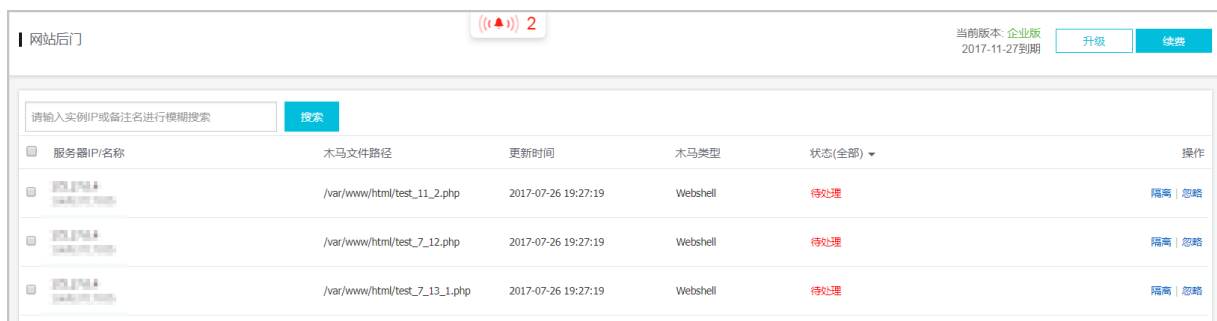 网站后门
2
当前版本: 企业版
2017-11-27到期
升级
续费
请输入实例IP或备注名进行模糊搜索
搜索
服务器IP/名称 木马文件路径 更新时间 木马类型 状态(全部) 操作
/var/www/html/test_11_2.php 2017-07-26 19:27:19 Webshell 待处理 隔离 | 忽略
/var/www/html/test_7_12.php 2017-07-26 19:27:19 Webshell 待处理 隔离 | 忽略
/var/www/html/test_7_13_1.php 2017-07-26 19:27:19 Webshell 待处理 隔离 | 忽略